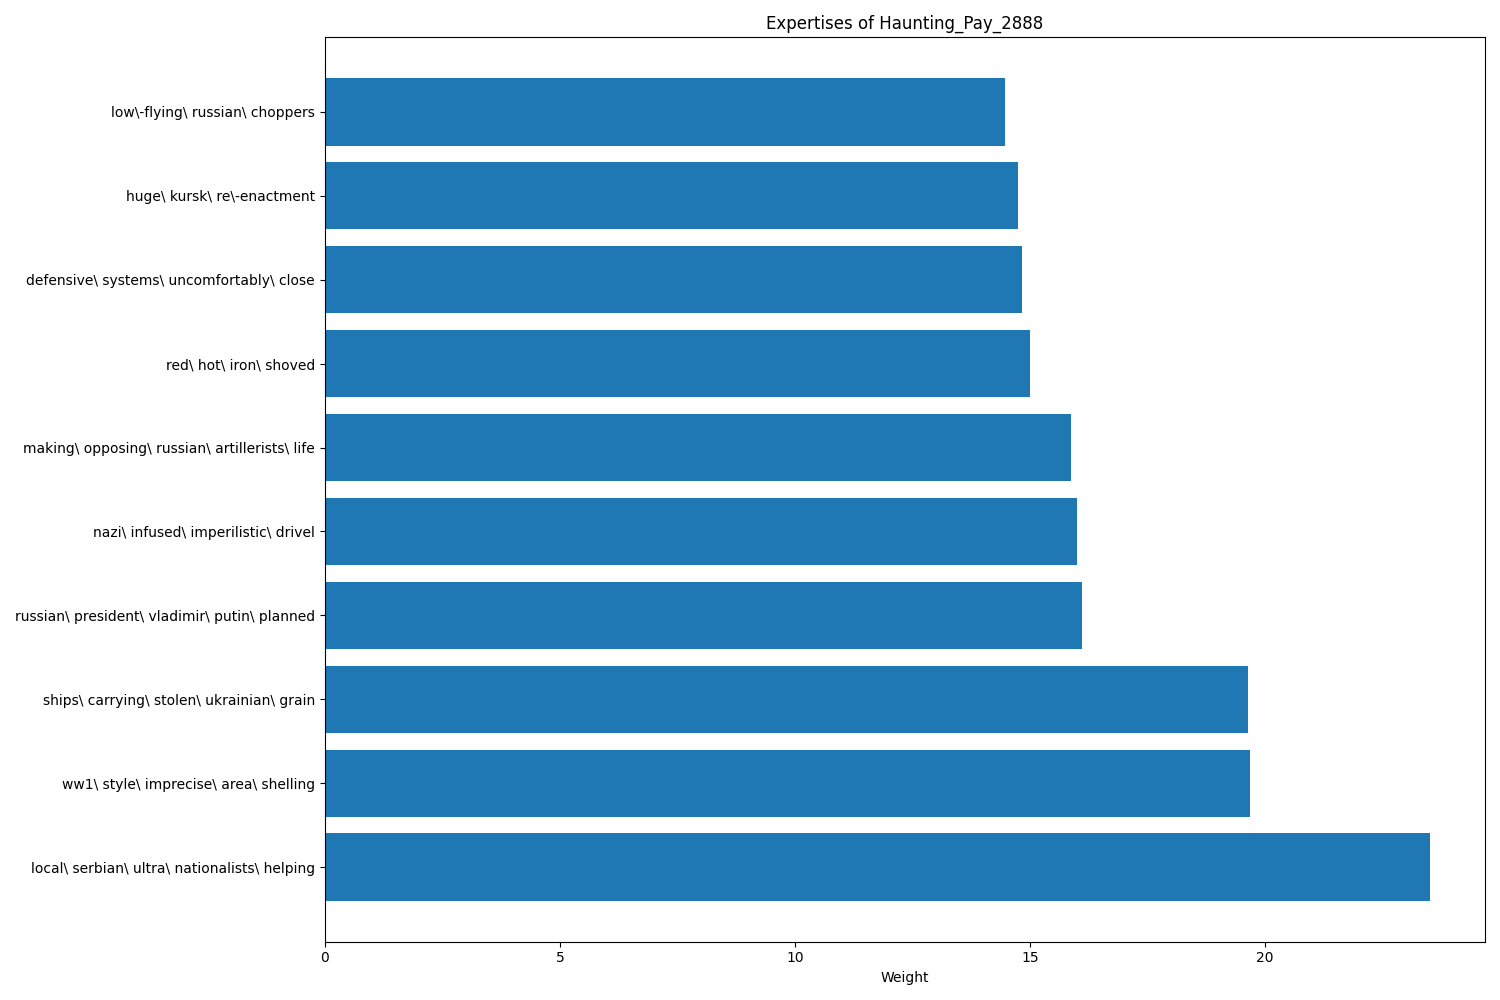 Expertises of Haunting_Pay_2888
low\-flying\ russian\ choppers
huge\ kursk\ re\-enactment
defensive\ systems\ uncomfortably\ close
red\ hot\ iron\ shoved
making\ opposing\ russian\ artillerists\ life
nazi\ infused\ imperilistic\ drivel
russian\ president\ vladimir\ putin\ planned
ships\ carrying\ stolen\ ukrainian\ grain
ww1\ style\ imprecise\ area\ shelling
local\ serbian\ ultra\ nationalists\ helping
0 5 10 15 20
Weight